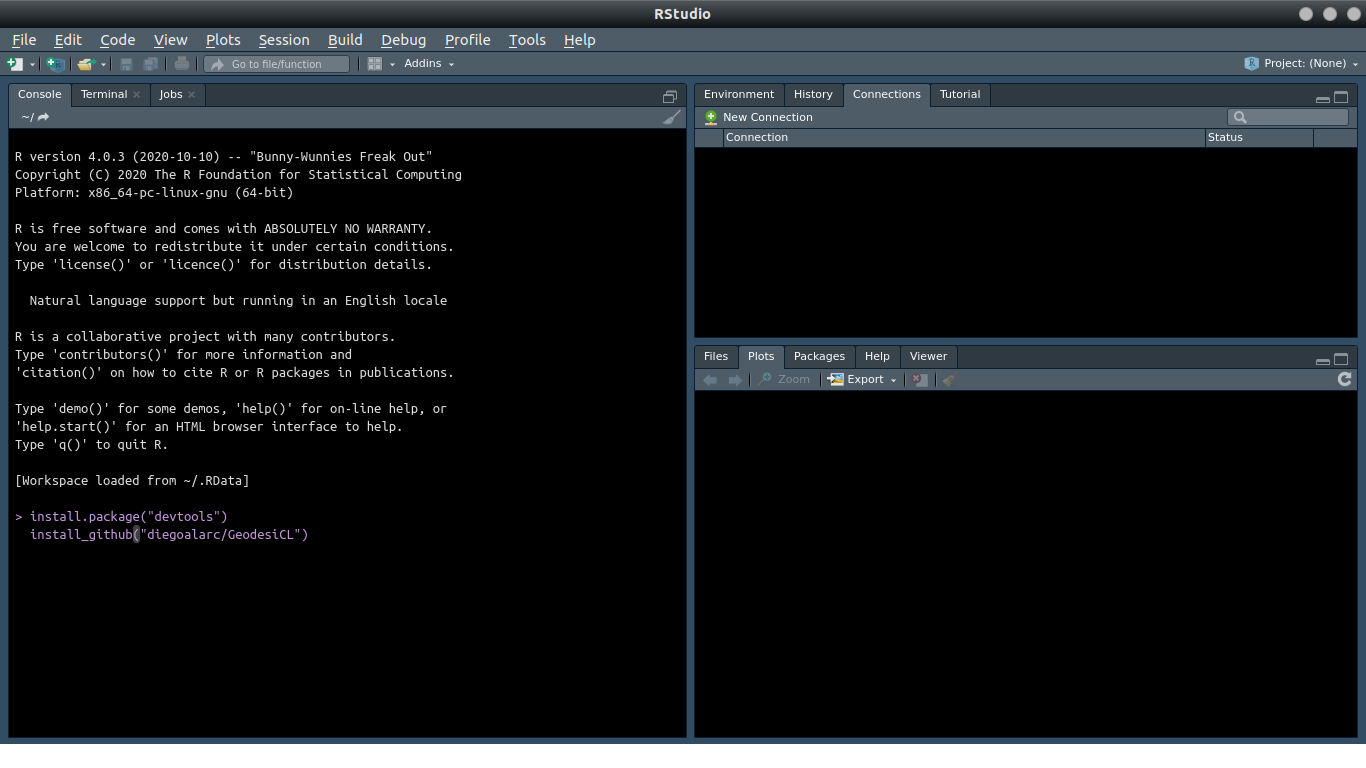 RStudio
File Edit Code View Plots Session Build Debug Profile Tools Help
Go to file/function Addins Project: (None)
Console Terminal Jobs
~/
R version 4.0.3 (2020-10-10) -- "Bunny-Wunnies Freak Out"
Copyright (C) 2020 The R Foundation for Statistical Computing
Platform: x86_64-pc-linux-gnu (64-bit)
R is free software and comes with ABSOLUTELY NO WARRANTY.
You are welcome to redistribute it under certain conditions.
Type 'license()' or 'licence()' for distribution details.
Natural language support but running in an English locale
R is a collaborative project with many contributors.
Type 'contributors()' for more information and
'citation()' on how to cite R or R packages in publications.
Type 'demo()' for some demos, 'help()' for on-line help, or
'help.start()' for an HTML browser interface to help.
Type 'q()' to quit R.
[Workspace loaded from ~/.RData]
> install.package("devtools")
install_github("diegoalarc/GeodesiCL")
Environment History Connections Tutorial
New Connection
Connection Status
Files Plots Packages Help Viewer
Zoom Export